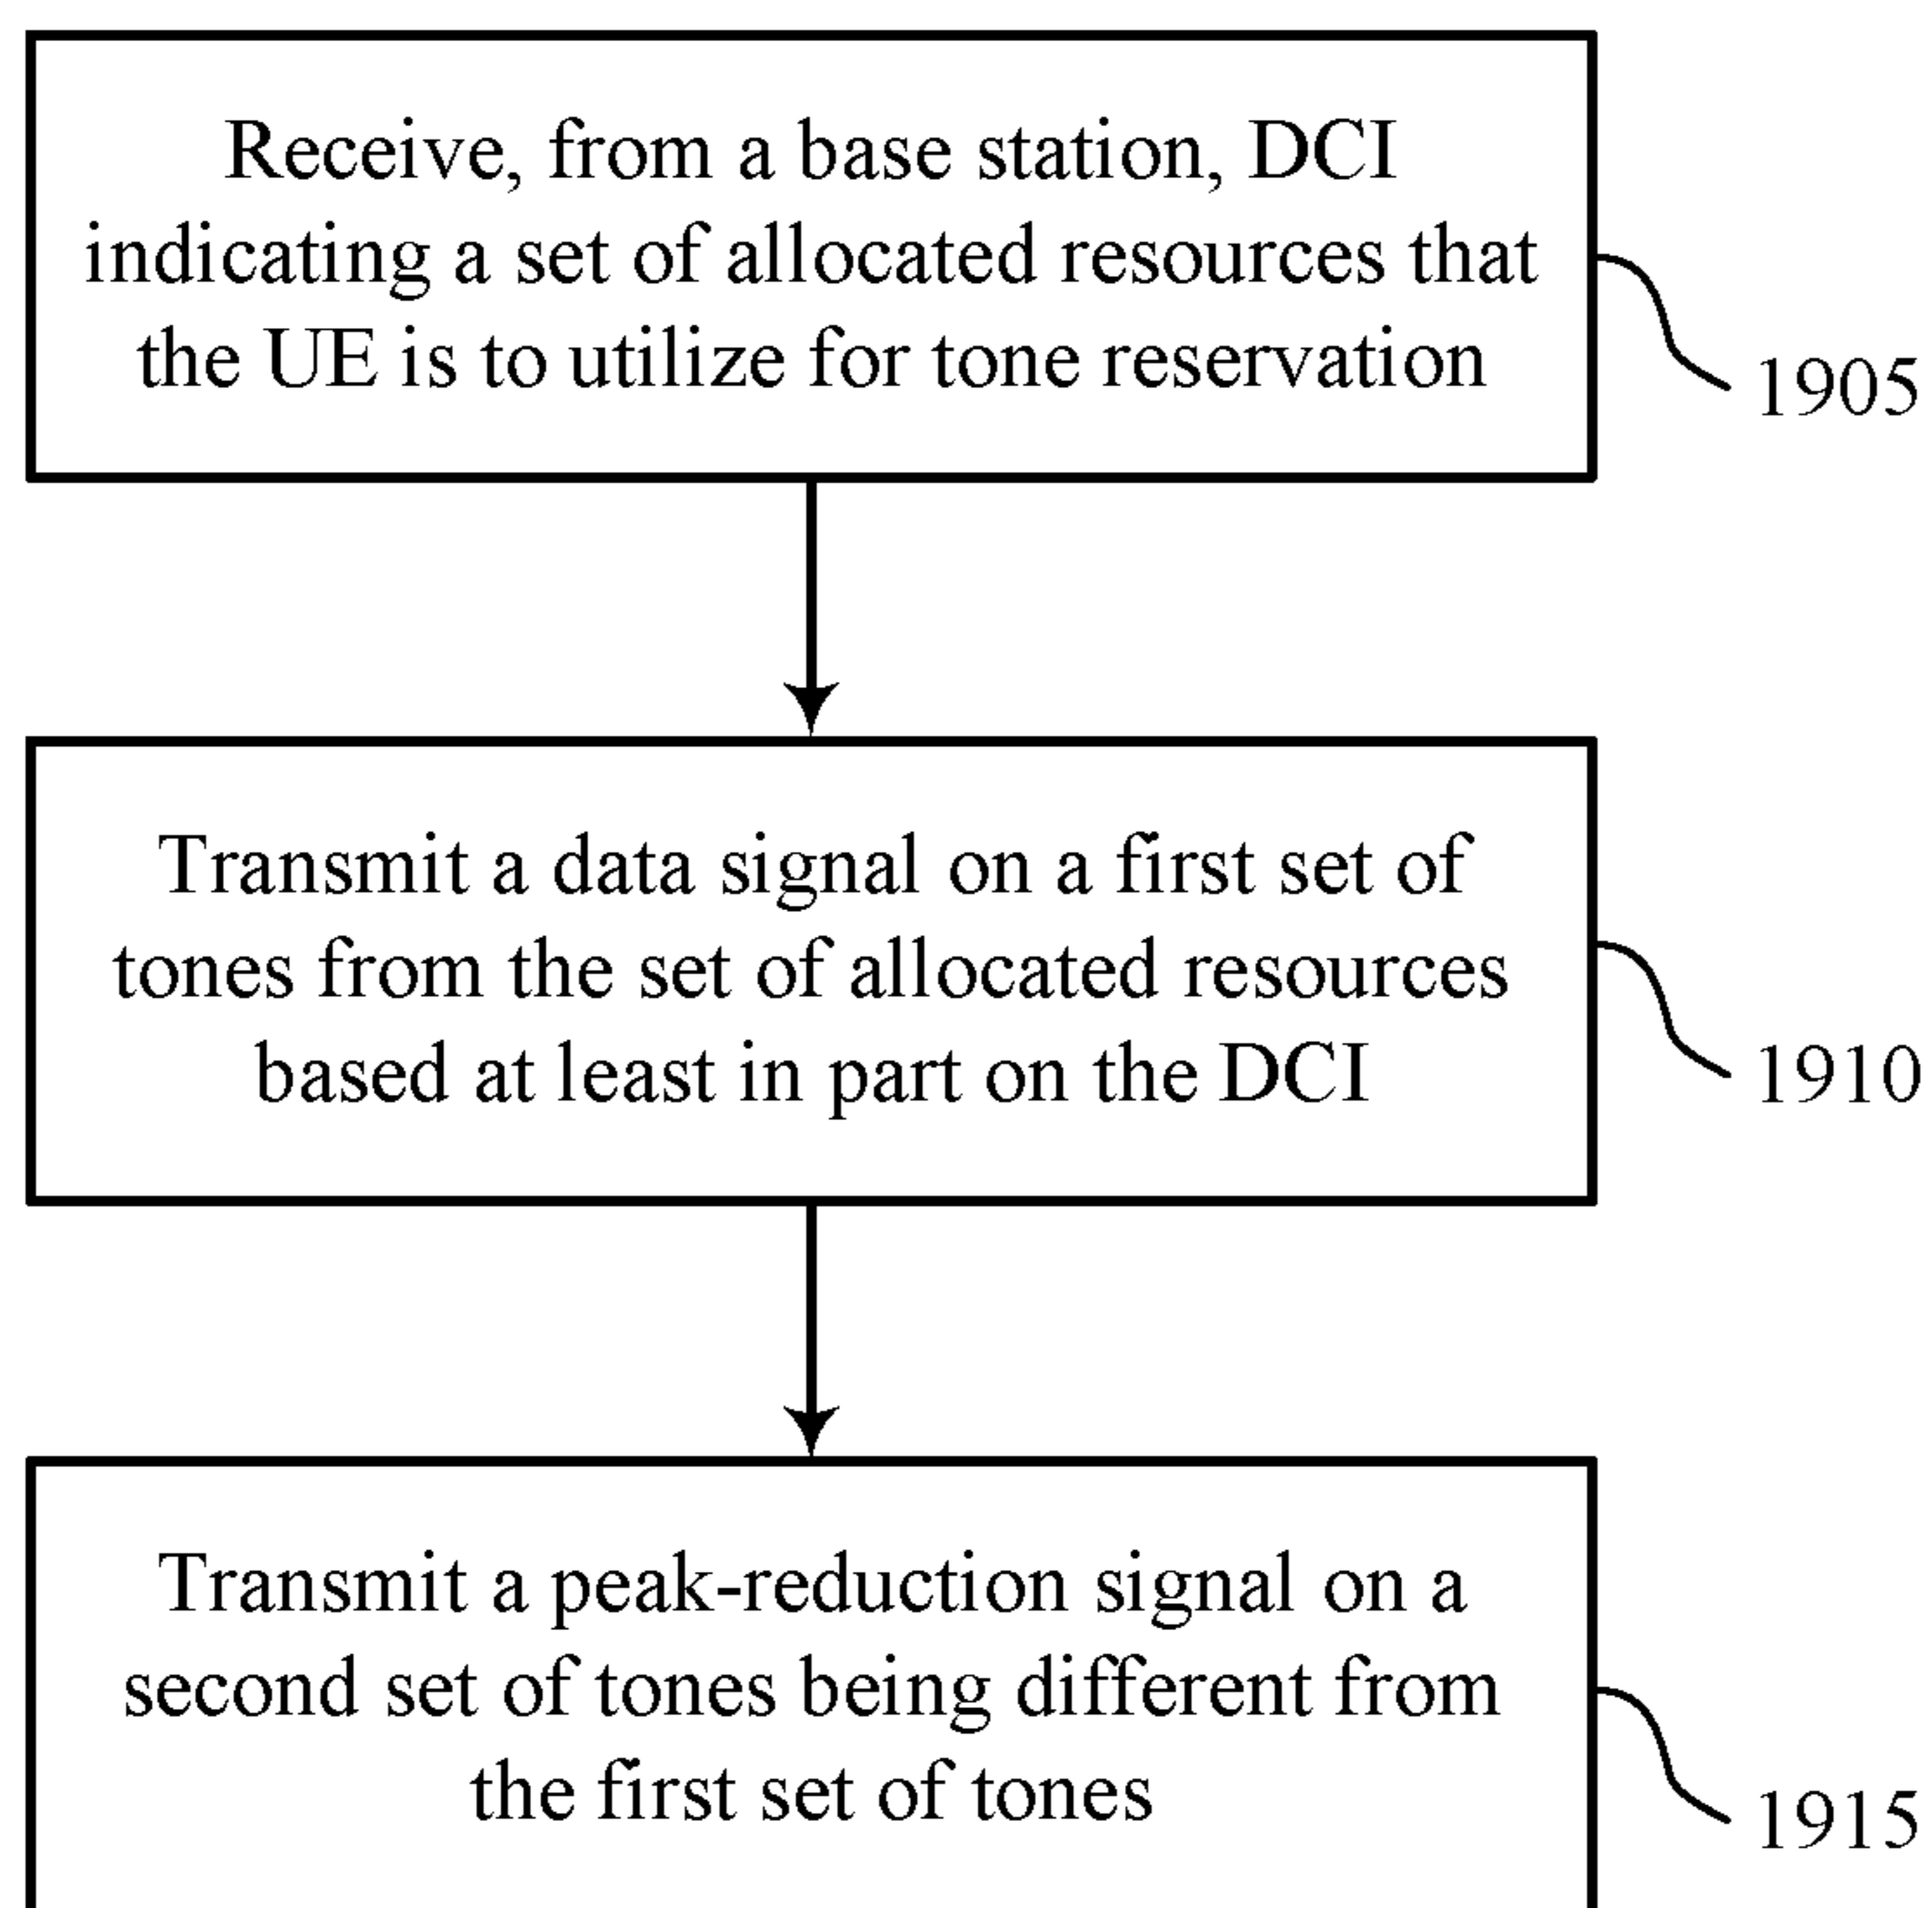 Receive, from a base station, DCI
indicating a set of allocated resources that
the UE is to utilize for tone reservation
1905
Transmit a data signal on a first set of
tones from the set of allocated resources
based at least in part on the DCI
1910
Transmit a peak-reduction signal on a
second set of tones being different from
the first set of tones
1915